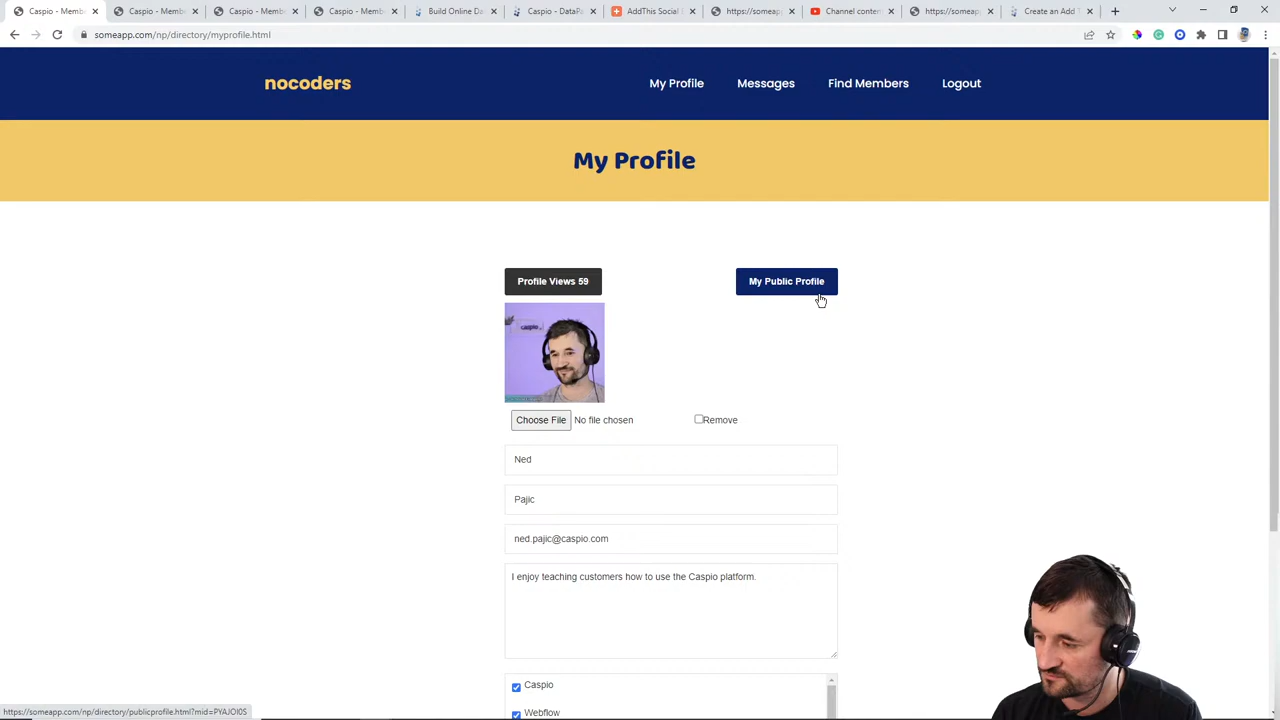 Caspio - Memb
Caspio - Memb
Caspio - Memb
Caspio - Memb
Build Online Da
Caspio - DataPa
AddThis Social
https://someap
Channel content
https://someap
Create an Add T
someapp.com/np/directory/myprofile.html
nocoders
My Profile
Messages
Find Members
Logout
My Profile
Profile Views 59
My Public Profile
caspio
Choose File No file chosen
Remove
Ned
Pajic
ned.pajic@caspio.com
I enjoy teaching customers how to use the Caspio platform.
Caspio
Webflow
https://someapp.com/np/directory/publicprofile.html?mid=PYAJOI0S